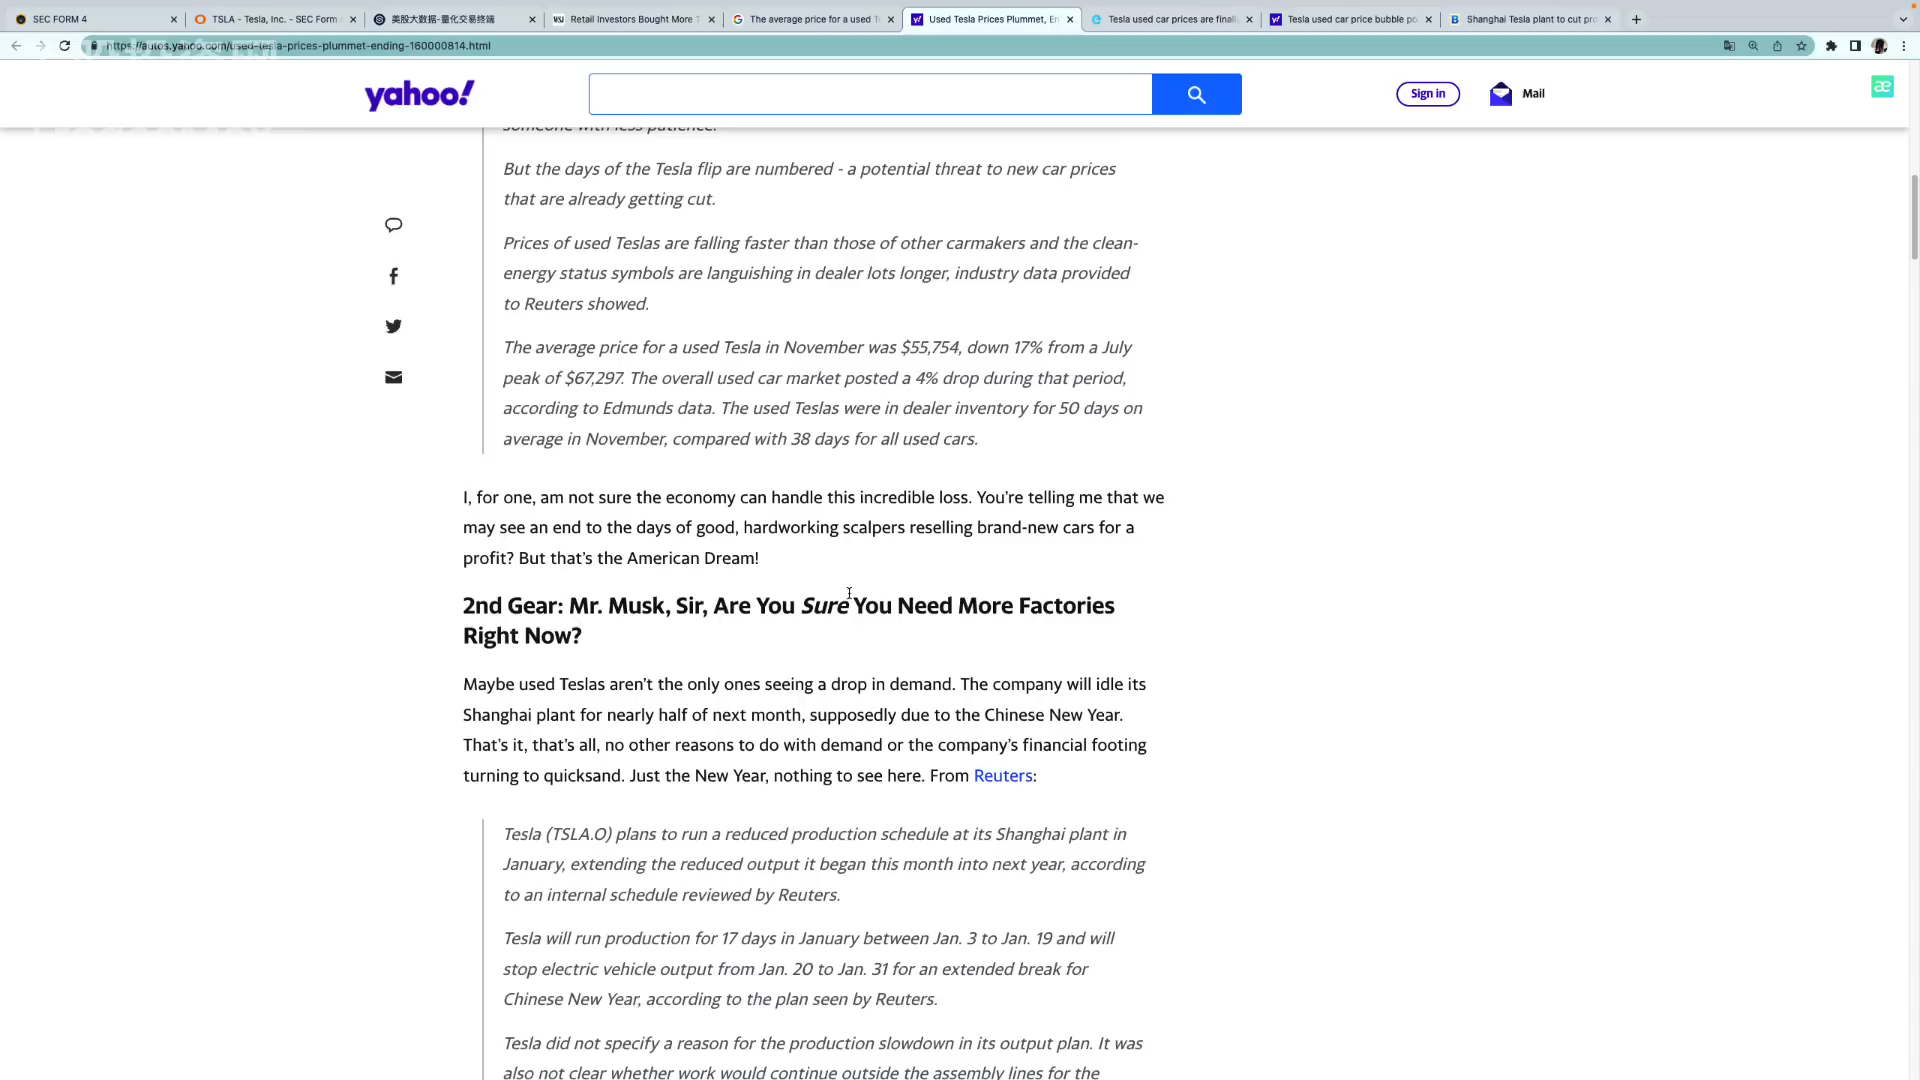 SEC FORM 4
TSLA - Tesla, Inc. - SEC Form
美股大数据-量化交易终端
Retail Investors Bought More T
The average price for a used T
Used Tesla Prices Plummet, En
Tesla used car prices are finall
Tesla used car price bubble po
Shanghai Tesla plant to cut pro
https://autos.yahoo.com/used-tesla-prices-plummet-ending-160000814.html
yahoo!
Sign in
Mail
someone with less patience.
But the days of the Tesla flip are numbered - a potential threat to new car prices
that are already getting cut.
Prices of used Teslas are falling faster than those of other carmakers and the clean-
energy status symbols are languishing in dealer lots longer, industry data provided
to Reuters showed.
The average price for a used Tesla in November was $55,754, down 17% from a July
peak of $67,297. The overall used car market posted a 4% drop during that period,
according to Edmunds data. The used Teslas were in dealer inventory for 50 days on
average in November, compared with 38 days for all used cars.
I, for one, am not sure the economy can handle this incredible loss. You’re telling me that we
may see an end to the days of good, hardworking scalpers reselling brand-new cars for a
profit? But that’s the American Dream!
2nd Gear: Mr. Musk, Sir, Are You Sure You Need More Factories
Right Now?
Maybe used Teslas aren’t the only ones seeing a drop in demand. The company will idle its
Shanghai plant for nearly half of next month, supposedly due to the Chinese New Year.
That’s it, that’s all, no other reasons to do with demand or the company’s financial footing
turning to quicksand. Just the New Year, nothing to see here. From Reuters:
Tesla (TSLA.O) plans to run a reduced production schedule at its Shanghai plant in
January, extending the reduced output it began this month into next year, according
to an internal schedule reviewed by Reuters.
Tesla will run production for 17 days in January between Jan. 3 to Jan. 19 and will
stop electric vehicle output from Jan. 20 to Jan. 31 for an extended break for
Chinese New Year, according to the plan seen by Reuters.
Tesla did not specify a reason for the production slowdown in its output plan. It was
also not clear whether work would continue outside the assembly lines for the